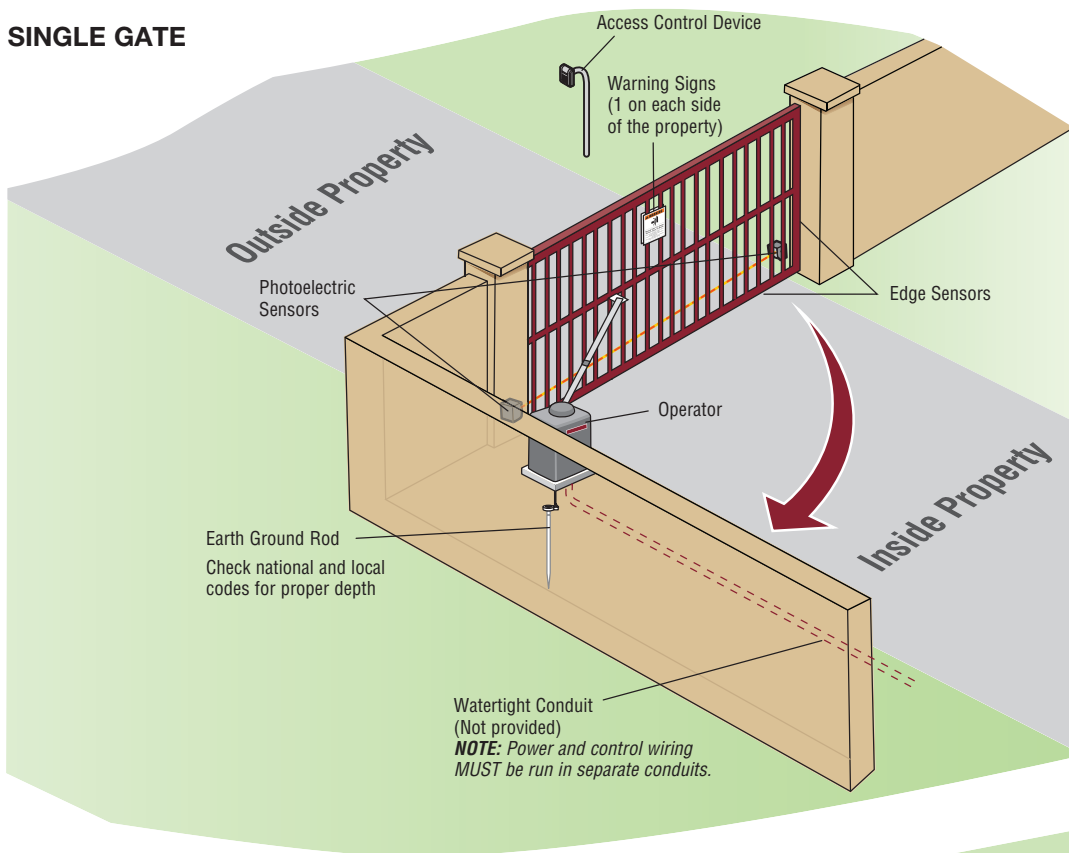 SINGLE GATE
Access Control Device
Warning Signs
(1 on each side
of the property)
Outside Property
Photoelectric
Sensors
Edge Sensors
Operator
Inside Property
Earth Ground Rod
Check national and local
codes for proper depth
Watertight Conduit
(Not provided)
NOTE: Power and control wiring
MUST be run in separate conduits.